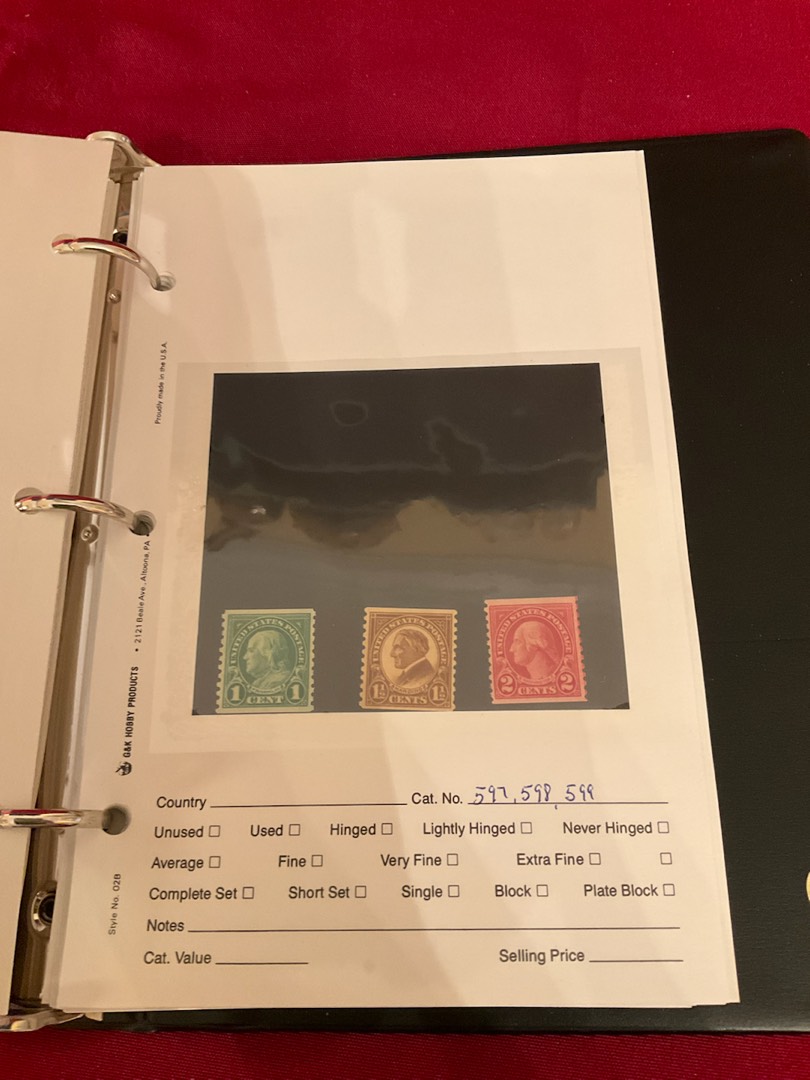 UNITED STATES POSTAGE
1 CENT 1
UNITED STATES POSTAGE
1½ CENTS 1½
UNITED STATES POSTAGE
2 CENTS 2
Proudly made in the U.S.A.
G&K HOBBY PRODUCTS • 2121 Beale Ave. Altoona, PA
Style No. 02B
Country Cat. No. 597, 598, 599
Unused □ Used □ Hinged □ Lightly Hinged □ Never Hinged □
Average □ Fine □ Very Fine □ Extra Fine □ □
Complete Set □ Short Set □ Single □ Block □ Plate Block □
Notes
Cat. Value Selling Price